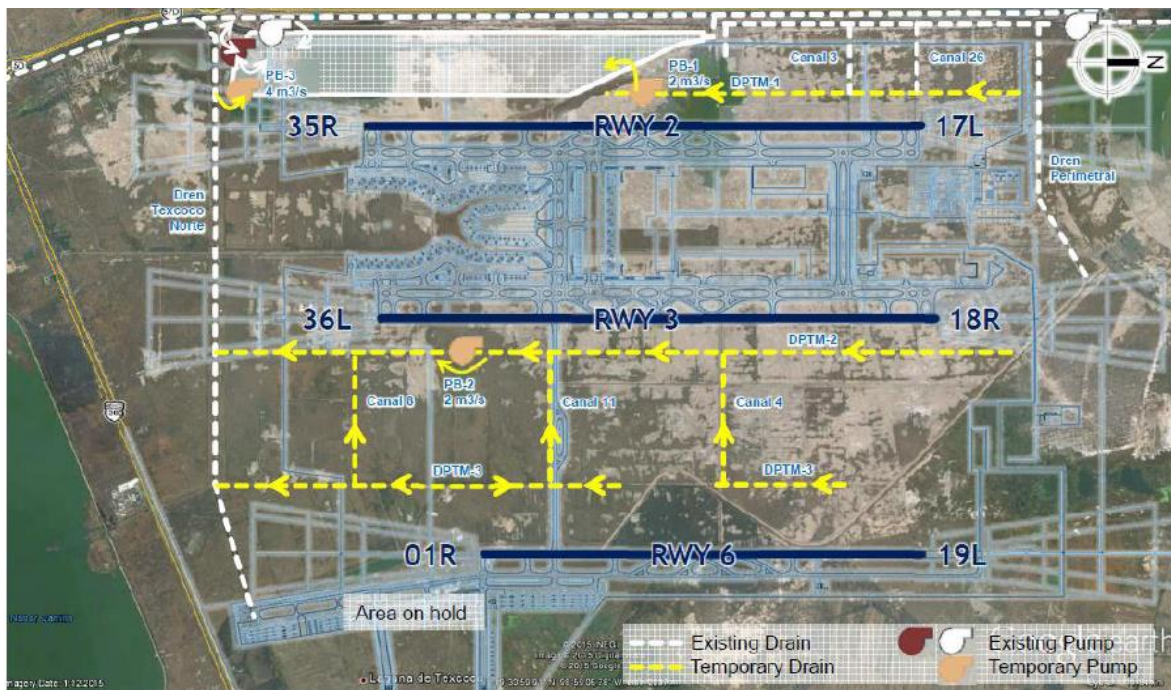 57D
PB-3
4 m3/s
PB-1
2 m3/s
DPTM-1
Canal 3
Canal 26
N
35R
RWY 2
17L
Dren
Texcoco
Norte
Dren
Perimetral
36L
RWY 3
18R
DPTM-2
PB-2
2 m3/s
Canal 11
Canal 4
DPTM-3
DPTM-3
01R
RWY 6
19L
Area on hold
Existing Drain
Temporary Drain
Existing Pump
Temporary Pump
Laguna de Texcoco